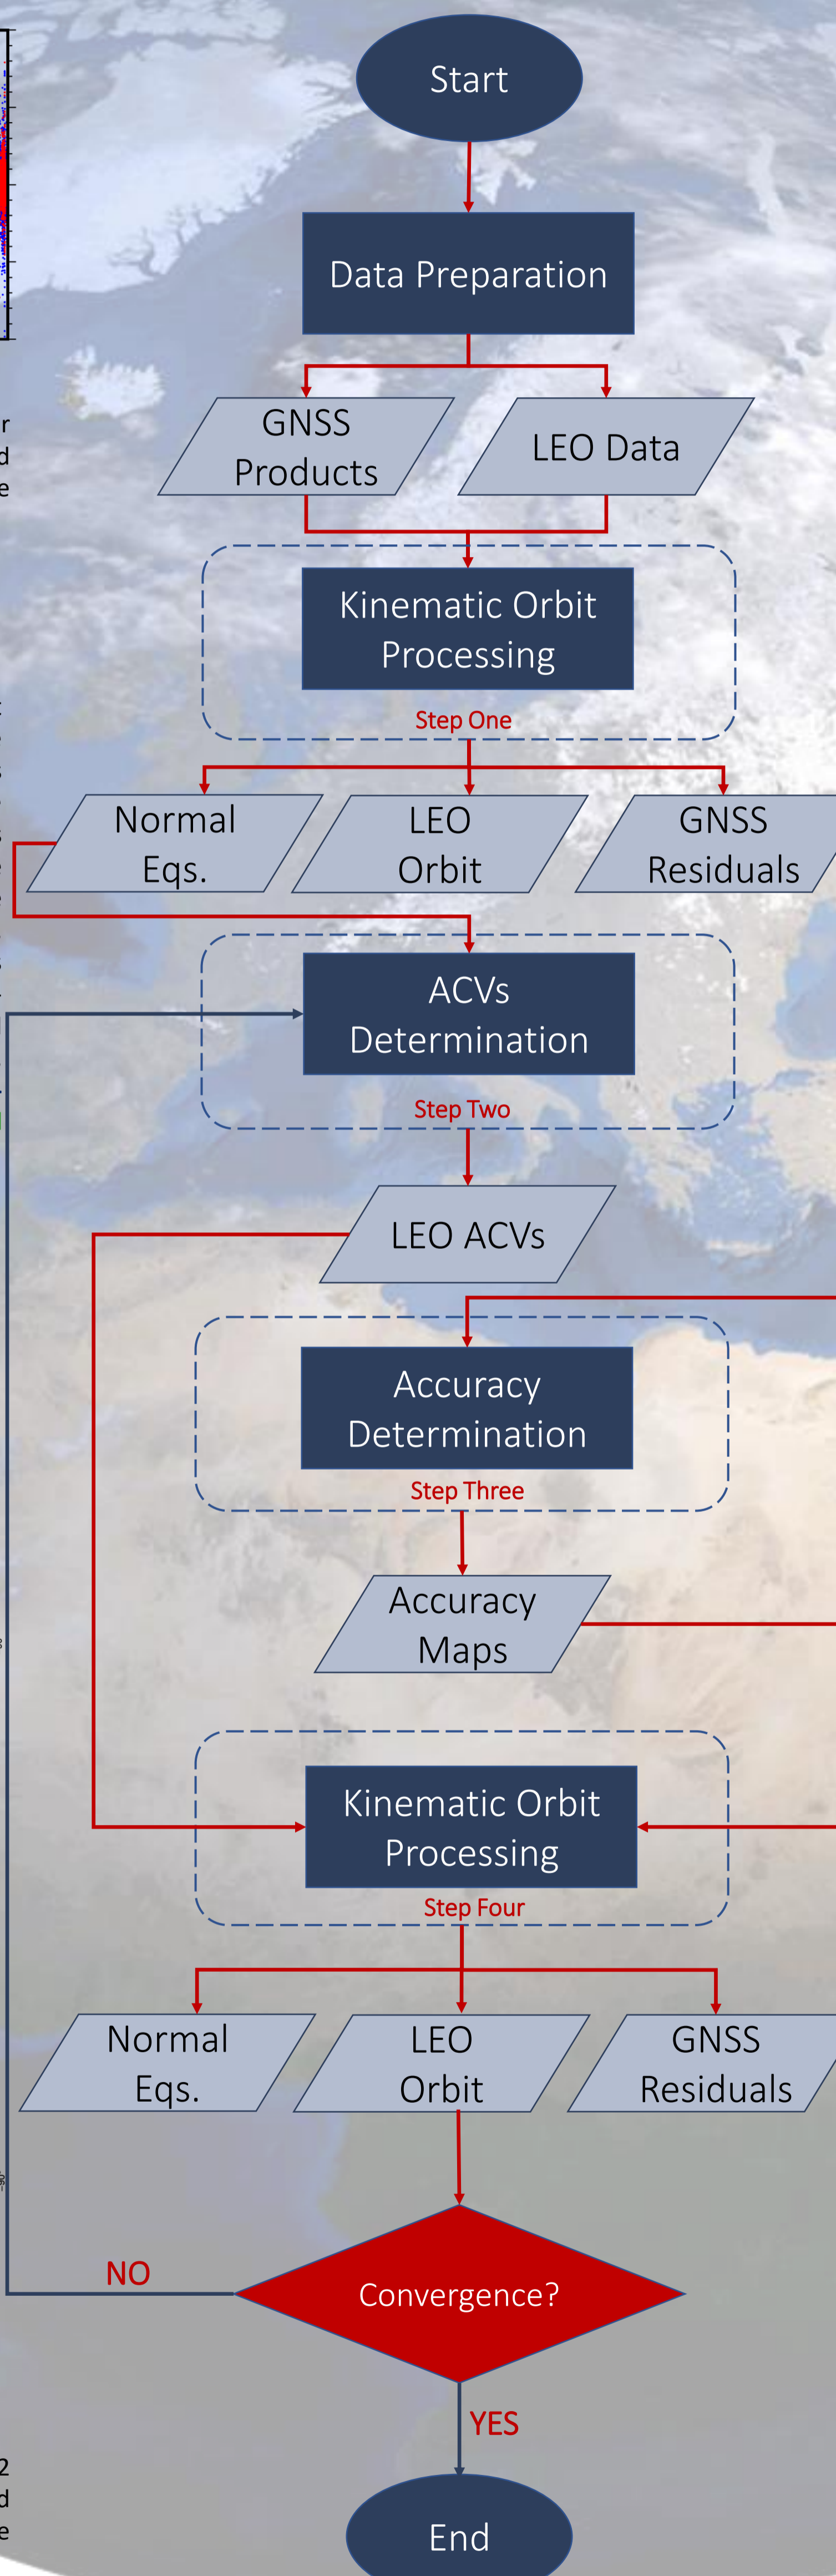 Start
Data Preparation
GNSS
Products
LEO Data
r
d
e
Kinematic Orbit
Processing
Step One
Normal
Eqs.
LEO
Orbit
GNSS
Residuals
ACVs
Determination
Step Two
LEO ACVs
Accuracy
Determination
Step Three
Accuracy
Maps
Kinematic Orbit
Processing
Step Four
Normal
Eqs.
LEO
Orbit
GNSS
Residuals
NO
Convergence?
YES
2
d
e
End